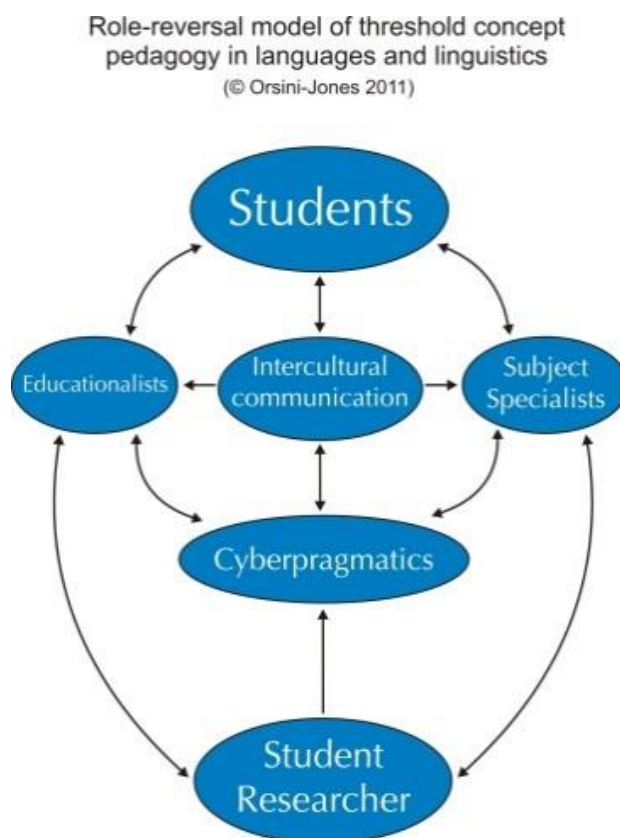 Role-reversal model of threshold concept
pedagogy in languages and linguistics
(© Orsini-Jones 2011)
Students
Educationalists
Intercultural
communication
Subject
Specialists
Cyberpragmatics
Student
Researcher